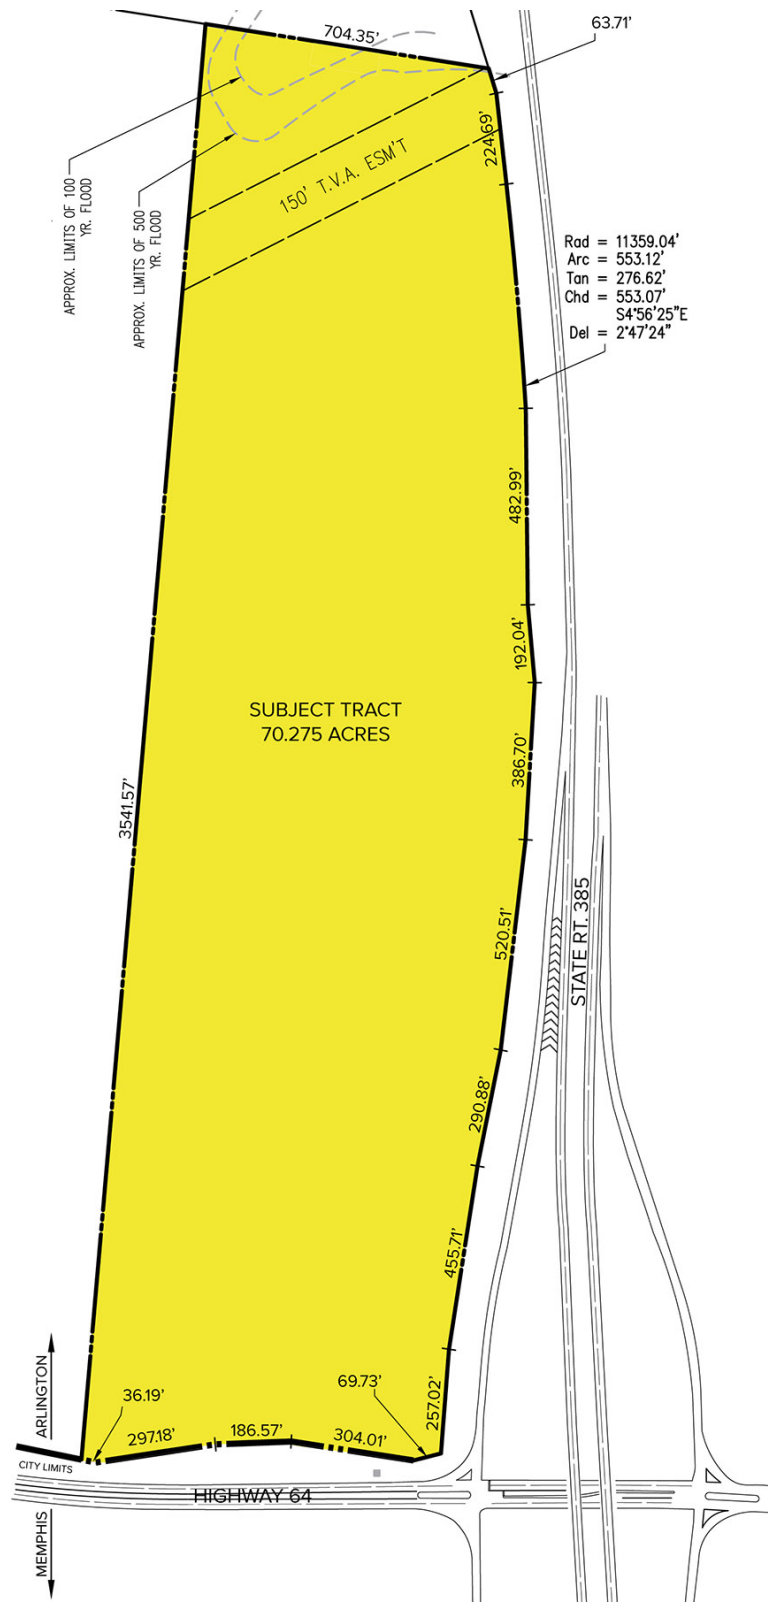 704.35'
63.71'
224.69'
150' T.V.A. ESM'T
APPROX. LIMITS OF 100
YR. FLOOD
APPROX. LIMITS OF 500
YR. FLOOD
Rad = 11359.04'
Arc = 553.12'
Tan = 276.62'
Chd = 553.07'
S4°56'25"E
Del = 2°47'24"
482.99'
192.04'
SUBJECT TRACT
70.275 ACRES
386.70'
3541.57'
520.51'
STATE RT. 385
290.88'
455.71'
257.02'
69.73'
36.19'
297.18'
186.57'
304.01'
ARLINGTON
CITY LIMITS
HIGHWAY 64
MEMPHIS